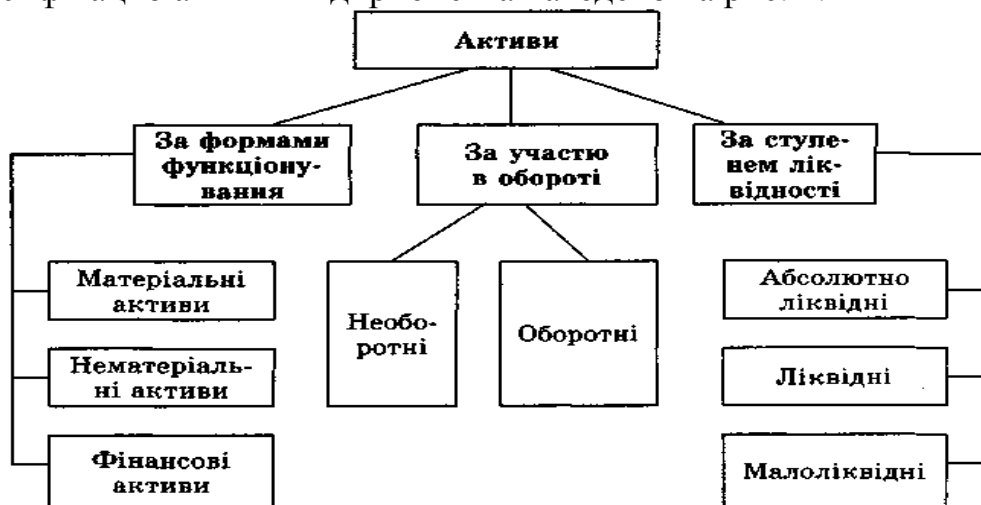 Активи
За формами
функціону-
вання
За участю
в обороті
За ступе-
нем лік-
відності
Матеріальні
активи
Нематеріаль-
ні активи
Фінансові
активи
Необо-
ротні
Оборотні
Абсолютно
ліквідні
Ліквідні
Малоліквідні